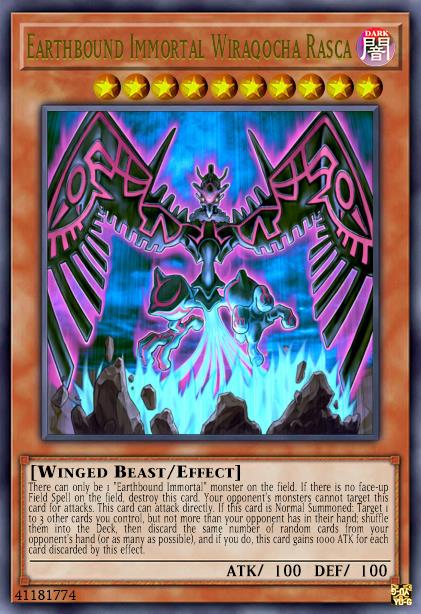 Earthbound Immortal Wiraqocha Rasca
DARK
闇
[Winged Beast/Effect]
There can only be 1 "Earthbound Immortal" monster on the field. If there is no face-up
Field Spell on the field, destroy this card. Your opponent's monsters cannot target this
card for attacks. This card can attack directly. If this card is Normal Summoned: Target 1
to 3 other cards you control, but not more than your opponent has in their hand; shuffle
them into the Deck, then discard the same number of random cards from your
opponent's hand (or as many as possible), and if you do, this card gains 1000 ATK for each
card discarded by this effect.
ATK/ 100 DEF/ 100
41181774